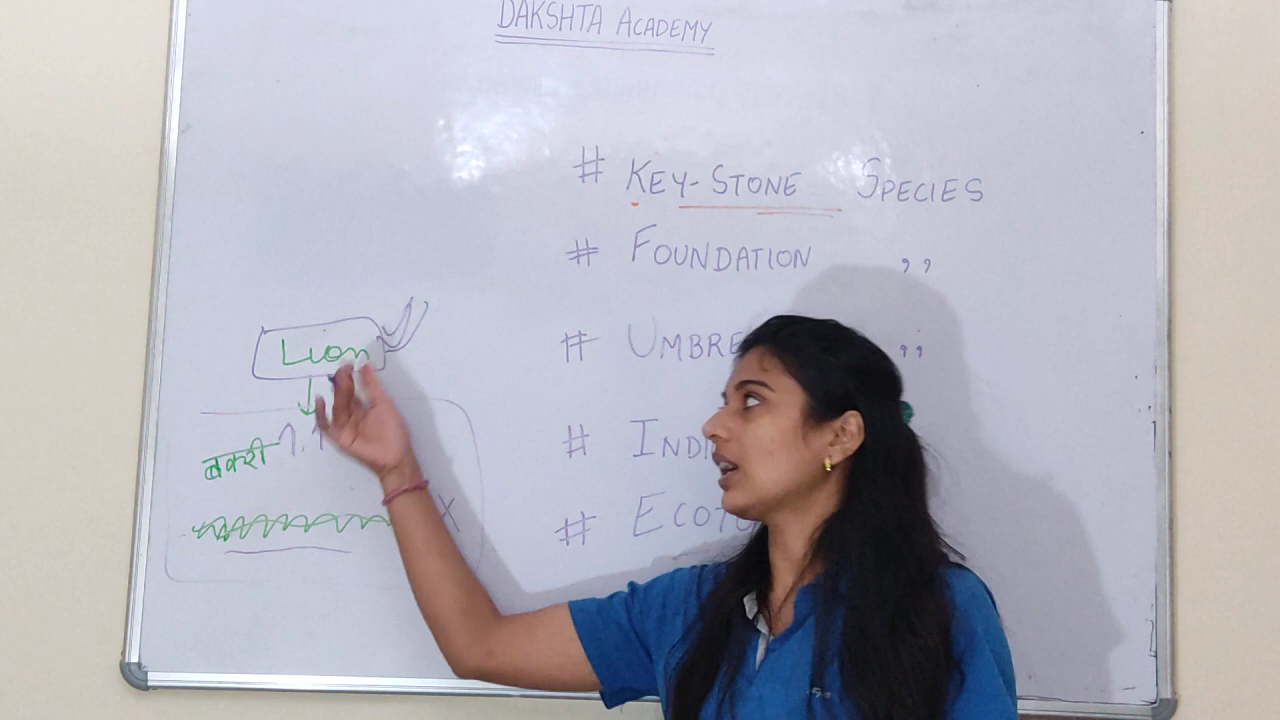 DAKSHTA ACADEMY
# KEY-STONE SPECIES
# FOUNDATION ,,
# UMBRE ,,
# INDI
# ECOT
Lion
बकरी
X